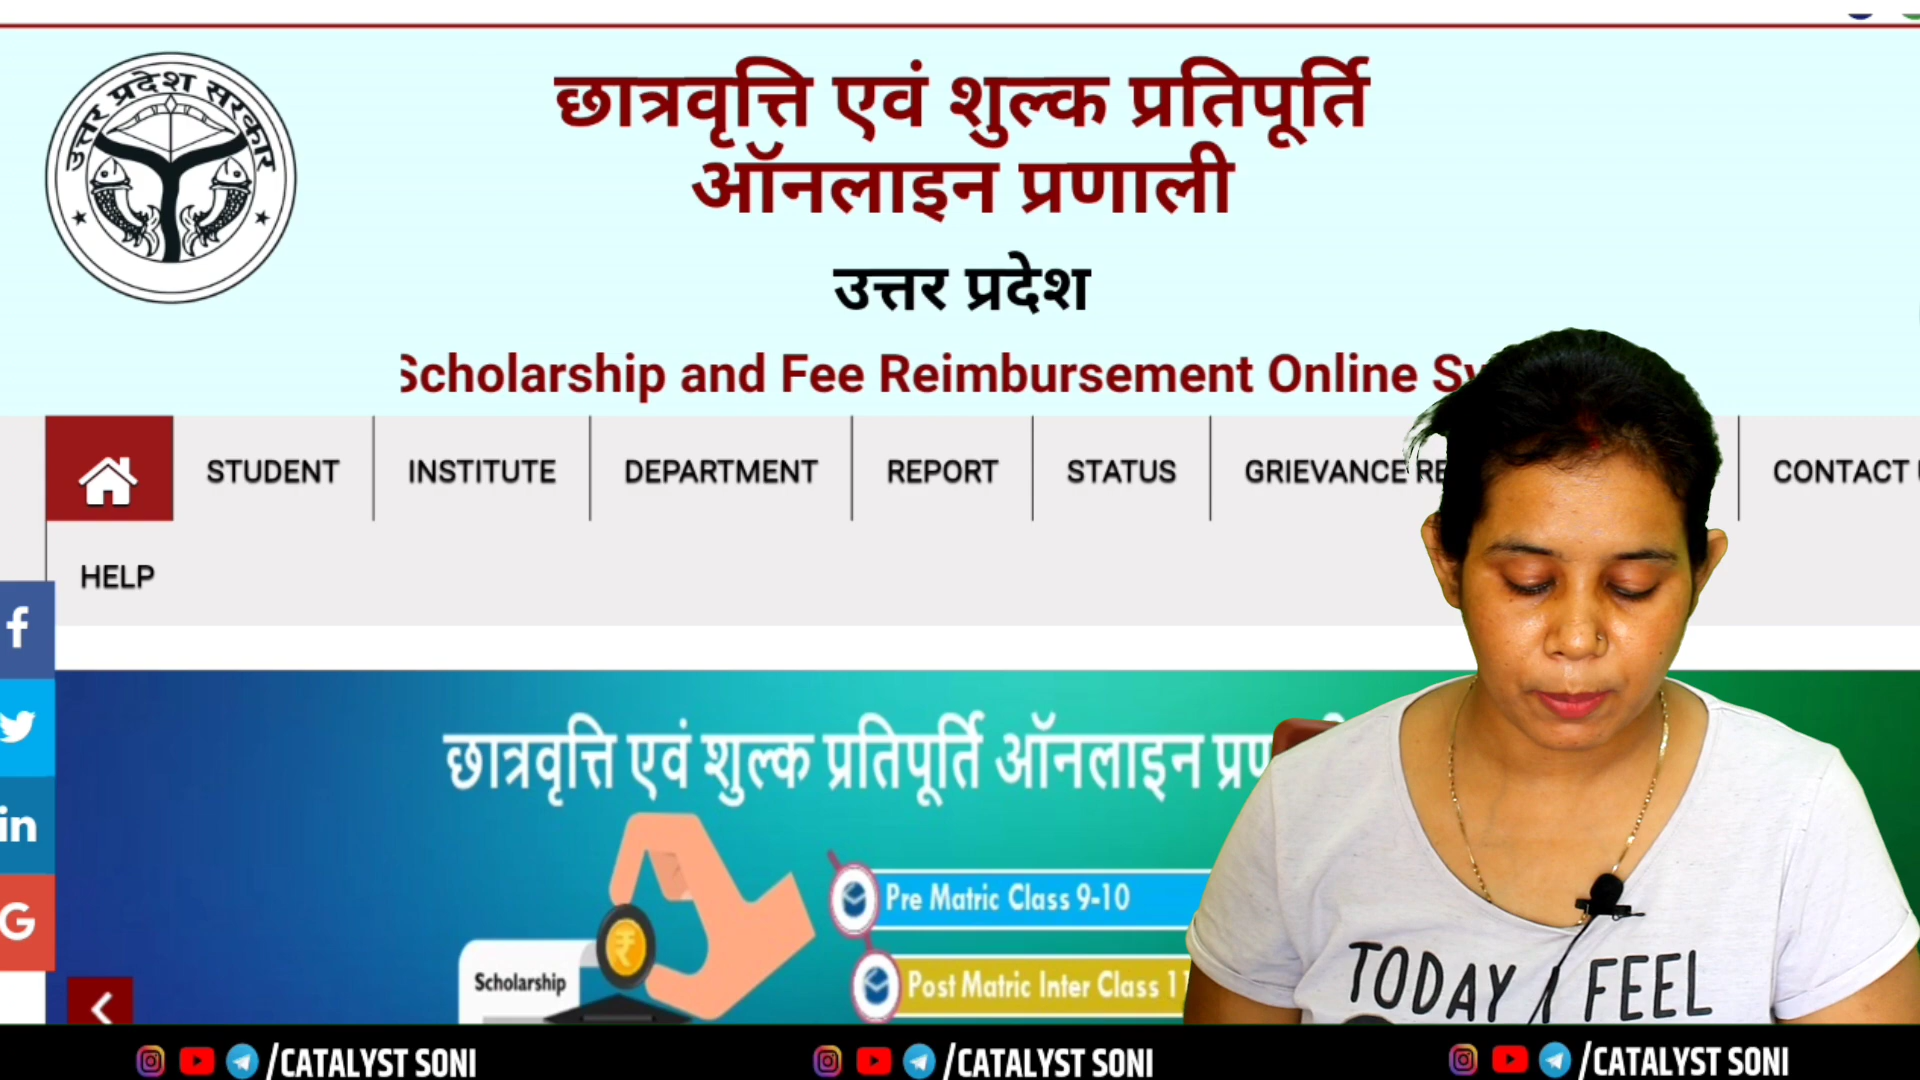 उत्तर प्रदेश सरकार
छात्रवृत्ति एवं शुल्क प्रतिपूर्ति
ऑनलाइन प्रणाली
उत्तर प्रदेश
Scholarship and Fee Reimbursement Online
STUDENT INSTITUTE DEPARTMENT REPORT STATUS GRIEVANCE CONTACT
HELP
छात्रवृत्ति एवं शुल्क प्रतिपूर्ति ऑनलाइन
Pre Matric Class 9-10
Scholarship
Post Matric Inter Class
TODAY I FEEL
/CATALYST SONI /CATALYST SONI /CATALYST SONI